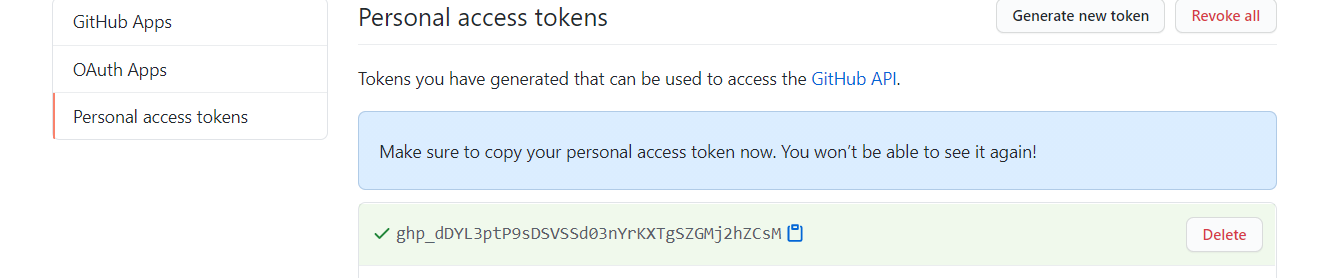 GitHub Apps
OAuth Apps
Personal access tokens
Personal access tokens
Generate new token
Revoke all
Tokens you have generated that can be used to access the GitHub API.
Make sure to copy your personal access token now. You won’t be able to see it again!
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
Delete